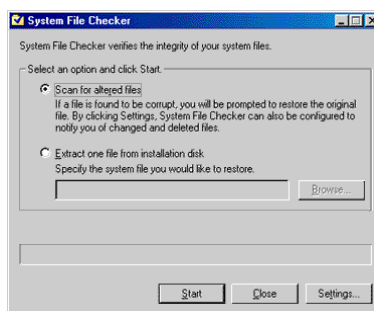 System File Checker
System File Checker verifies the integrity of your system files.
Select an option and click Start.
Scan for altered files
If a file is found to be corrupt, you will be prompted to restore the original
file. By clicking Settings, System File Checker can also be configured to
notify you of changed and deleted files.
Extract one file from installation disk
Specify the system file you would like to restore.
Browse...
Start Close Settings...